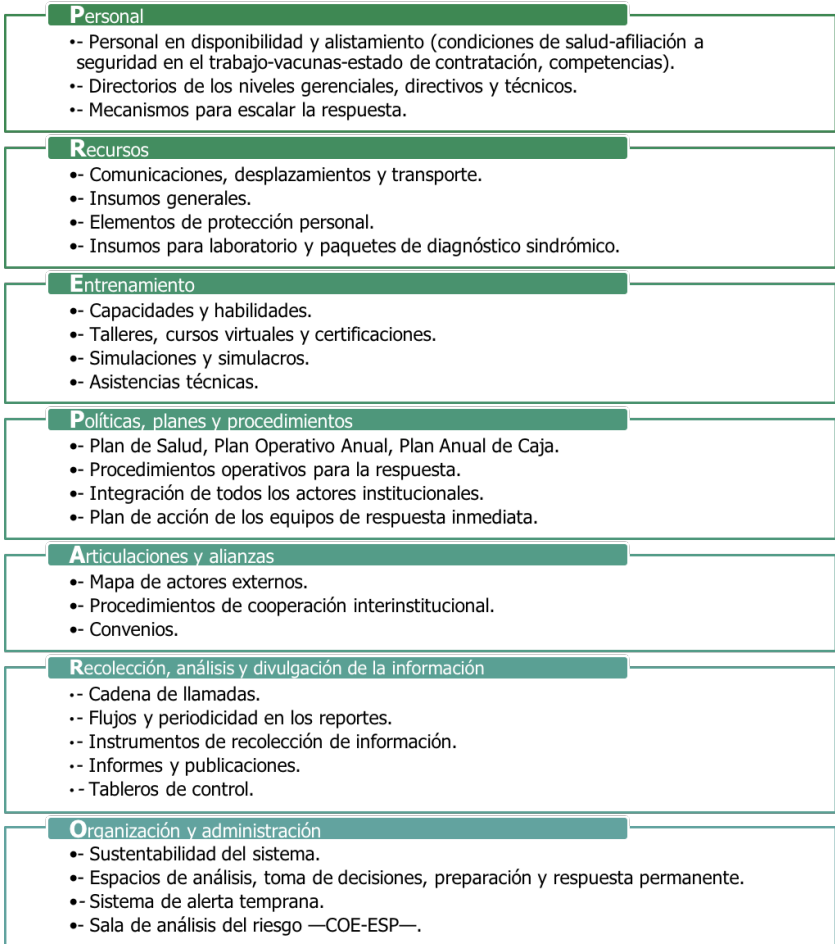 Personal
•- Personal en disponibilidad y alistamiento (condiciones de salud-afiliación a
seguridad en el trabajo-vacunas-estado de contratación, competencias).
•- Directorios de los niveles gerenciales, directivos y técnicos.
•- Mecanismos para escalar la respuesta.
Recursos
•- Comunicaciones, desplazamientos y transporte.
•- Insumos generales.
•- Elementos de protección personal.
•- Insumos para laboratorio y paquetes de diagnóstico sindrómico.
Entrenamiento
•- Capacidades y habilidades.
•- Talleres, cursos virtuales y certificaciones.
•- Simulaciones y simulacros.
•- Asistencias técnicas.
Políticas, planes y procedimientos
•- Plan de Salud, Plan Operativo Anual, Plan Anual de Caja.
•- Procedimientos operativos para la respuesta.
•- Integración de todos los actores institucionales.
•- Plan de acción de los equipos de respuesta inmediata.
Articulaciones y alianzas
•- Mapa de actores externos.
•- Procedimientos de cooperación interinstitucional.
•- Convenios.
Recolección, análisis y divulgación de la información
•- Cadena de llamadas.
•- Flujos y periodicidad en los reportes.
•- Instrumentos de recolección de información.
•- Informes y publicaciones.
•- Tableros de control.
Organización y administración
•- Sustentabilidad del sistema.
•- Espacios de análisis, toma de decisiones, preparación y respuesta permanente.
•- Sistema de alerta temprana.
•- Sala de análisis del riesgo —COE-ESP—.